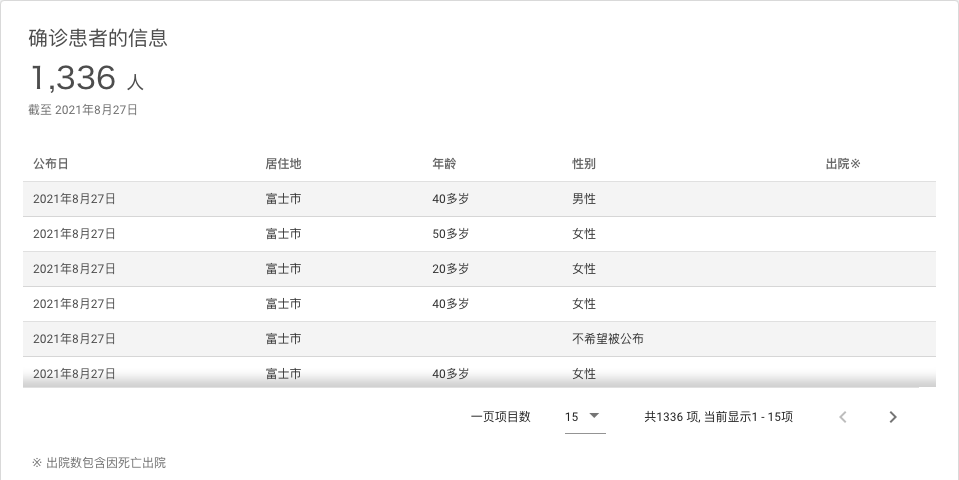 确诊患者的信息
1,336 人
截至 2021年8月27日
公布日 居住地 年龄 性别 出院※
2021年8月27日 富士市 40多岁 男性
2021年8月27日 富士市 50多岁 女性
2021年8月27日 富士市 20多岁 女性
2021年8月27日 富士市 40多岁 女性
2021年8月27日 富士市 不希望被公布
2021年8月27日 富士市 40多岁 女性
一页项目数 15 共1336 项, 当前显示1 - 15项
※ 出院数包含因死亡出院